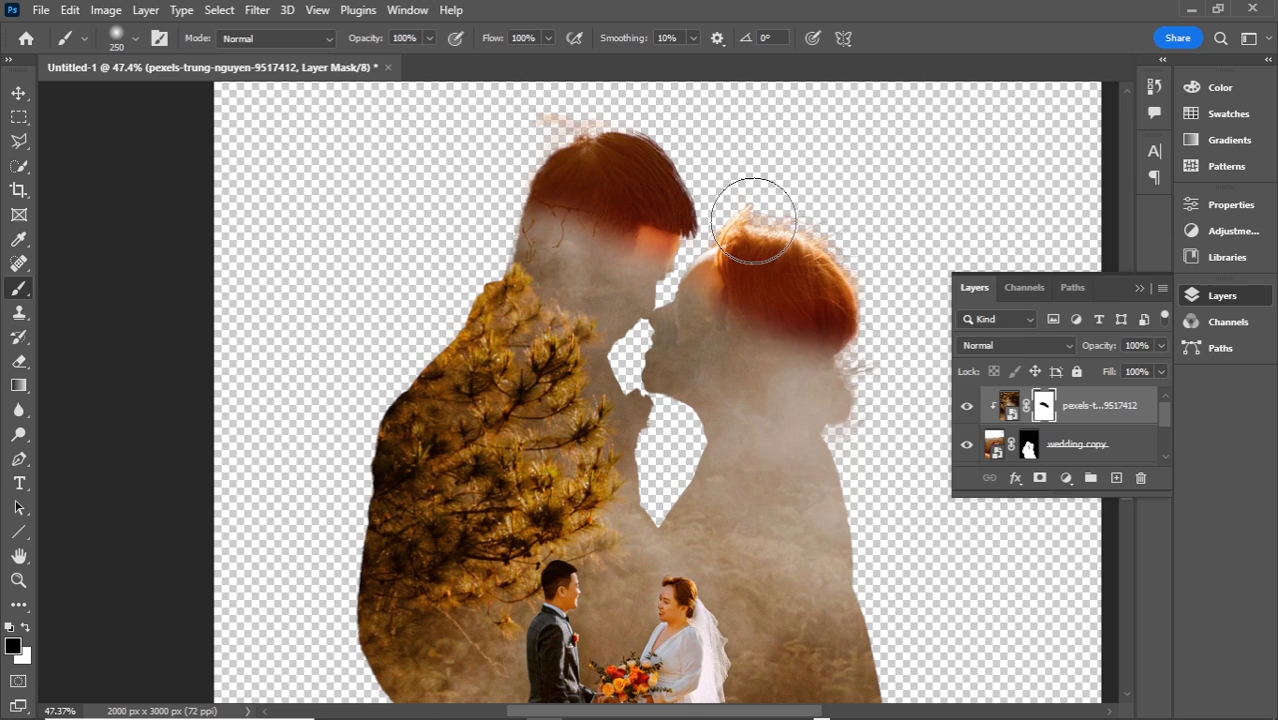 Ps File Edit Image Layer Type Select Filter 3D View Plugins Window Help
250 Mode: Normal Opacity: 100% Flow: 100% Smoothing: 10% 0° Share
Untitled-1 @ 47.4% (pexels-trung-nguyen-9517412, Layer Mask/8) *
Color
Swatches
Gradients
Patterns
Properties
Adjustme...
Libraries
Layers
Channels
Paths
Layers Channels Paths
Kind
Normal Opacity: 100%
Lock: Fill: 100%
pexels-t...9517412
wedding copy
fx
47.37% 2000 px x 3000 px (72 ppi)